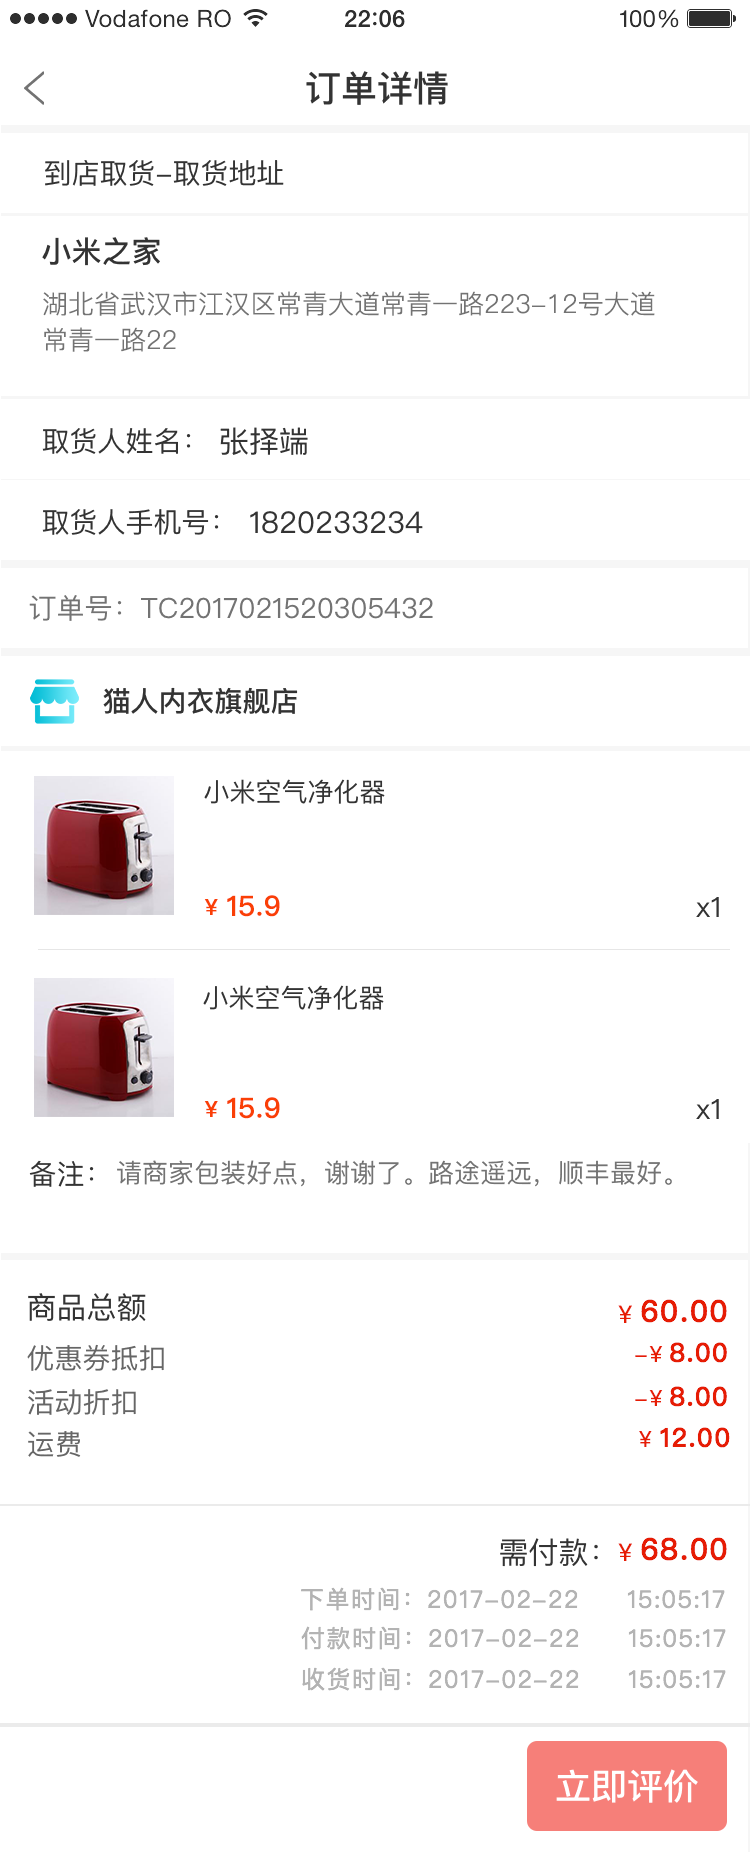 Vodafone RO 22:06 100%
订单详情
到店取货-取货地址
小米之家
湖北省武汉市江汉区常青大道常青一路223-12号大道
常青一路22
取货人姓名： 张择端
取货人手机号： 1820233234
订单号：TC2017021520305432
猫人内衣旗舰店
小米空气净化器
¥ 15.9 x1
小米空气净化器
¥ 15.9 x1
备注： 请商家包装好点，谢谢了。路途遥远，顺丰最好。
商品总额 ¥ 60.00
优惠券抵扣 -¥ 8.00
活动折扣 -¥ 8.00
运费 ¥ 12.00
需付款： ¥ 68.00
下单时间：2017-02-22 15:05:17
付款时间：2017-02-22 15:05:17
收货时间：2017-02-22 15:05:17
立即评价